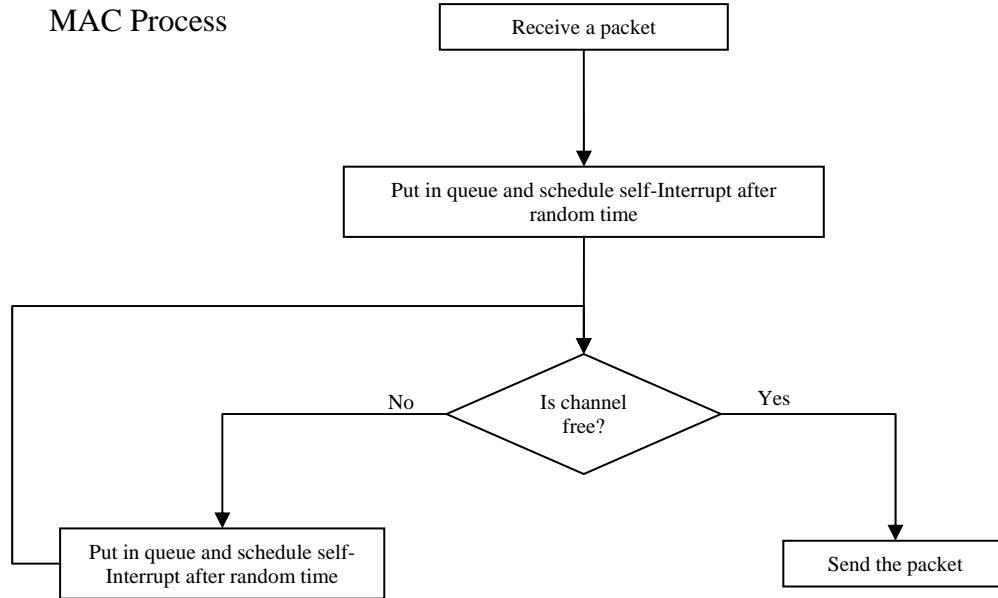 MAC Process
Receive a packet
Put in queue and schedule self-Interrupt after
random time
Is channel
free?
No
Yes
Put in queue and schedule self-
Interrupt after random time
Send the packet